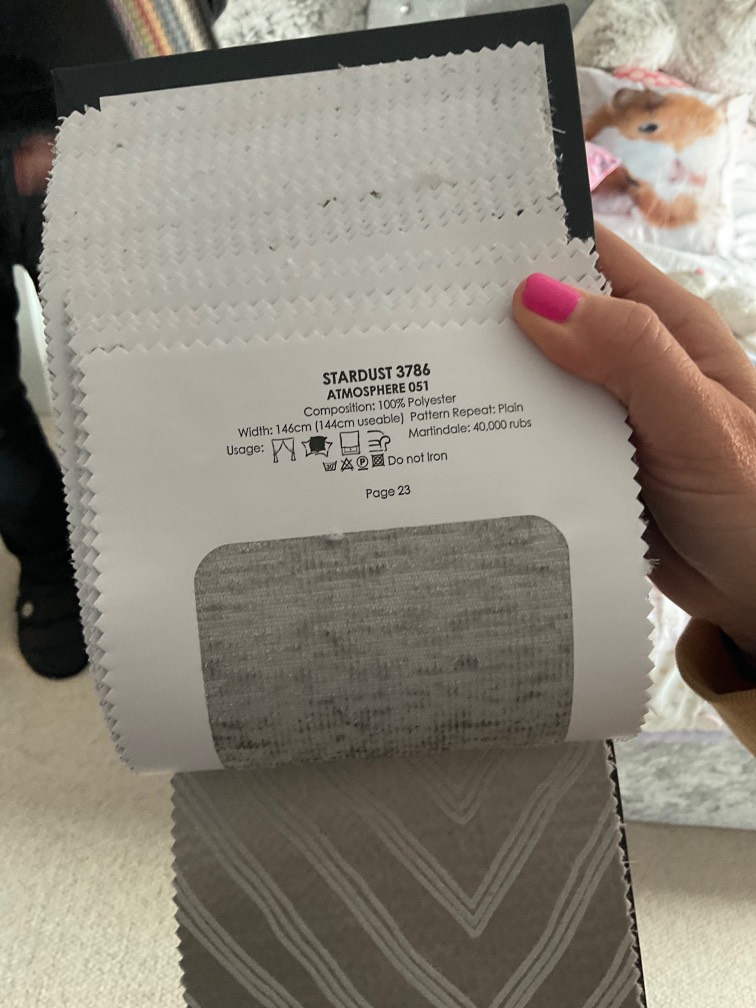 STARDUST 3786
ATMOSPHERE 051
Composition: 100% Polyester
Width: 146cm (144cm useable) Pattern Repeat: Plain
Usage: Martindale: 40,000 rubs
P Do not Iron
Page 23